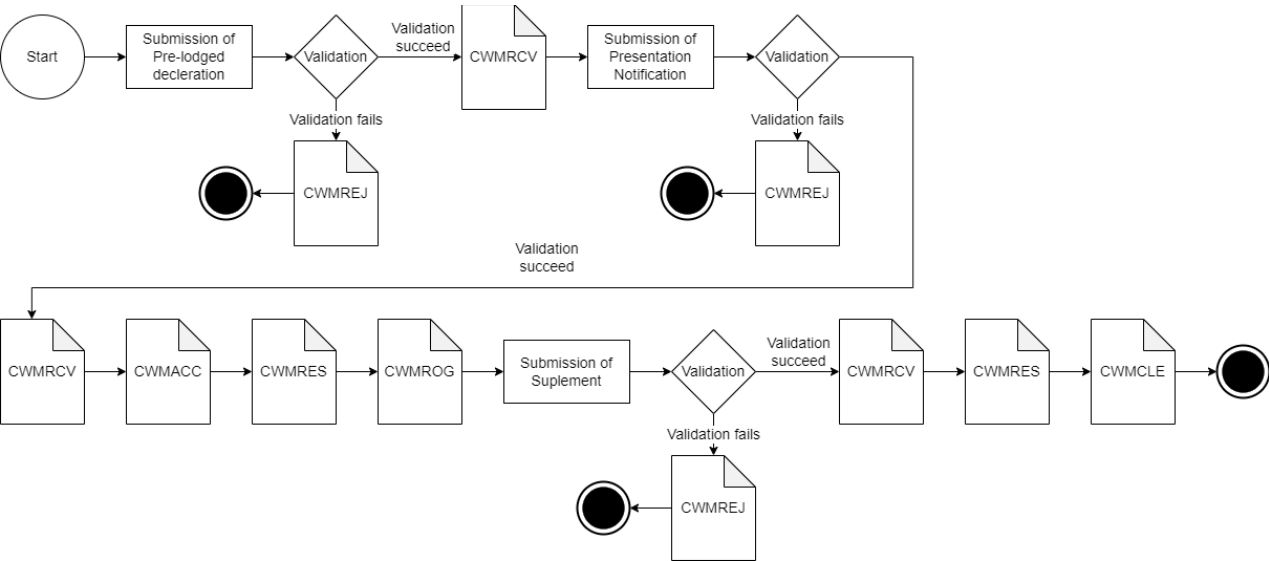 Start
Submission of
Pre-lodged
decleration
Validation
Validation
succeed
CWMRCV
Submission of
Presentation
Notification
Validation
Validation fails
CWMREJ
Validation fails
CWMREJ
Validation
succeed
CWMRCV
CWMACC
CWMRES
CWMROG
Submission of
Suplement
Validation
Validation
succeed
CWMRCV
CWMRES
CWMCLE
Validation fails
CWMREJ